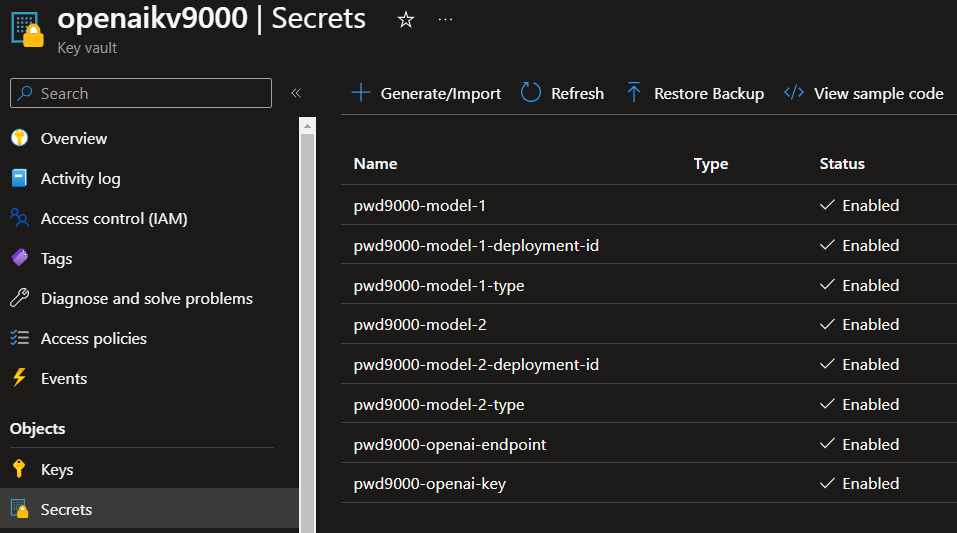 openaikv9000 | Secrets
Key vault
Search
Generate/Import Refresh Restore Backup View sample code
Overview
Activity log
Access control (IAM)
Tags
Diagnose and solve problems
Access policies
Events
Objects
Keys
Secrets
Name Type Status
pwd9000-model-1 Enabled
pwd9000-model-1-deployment-id Enabled
pwd9000-model-1-type Enabled
pwd9000-model-2 Enabled
pwd9000-model-2-deployment-id Enabled
pwd9000-model-2-type Enabled
pwd9000-openai-endpoint Enabled
pwd9000-openai-key Enabled